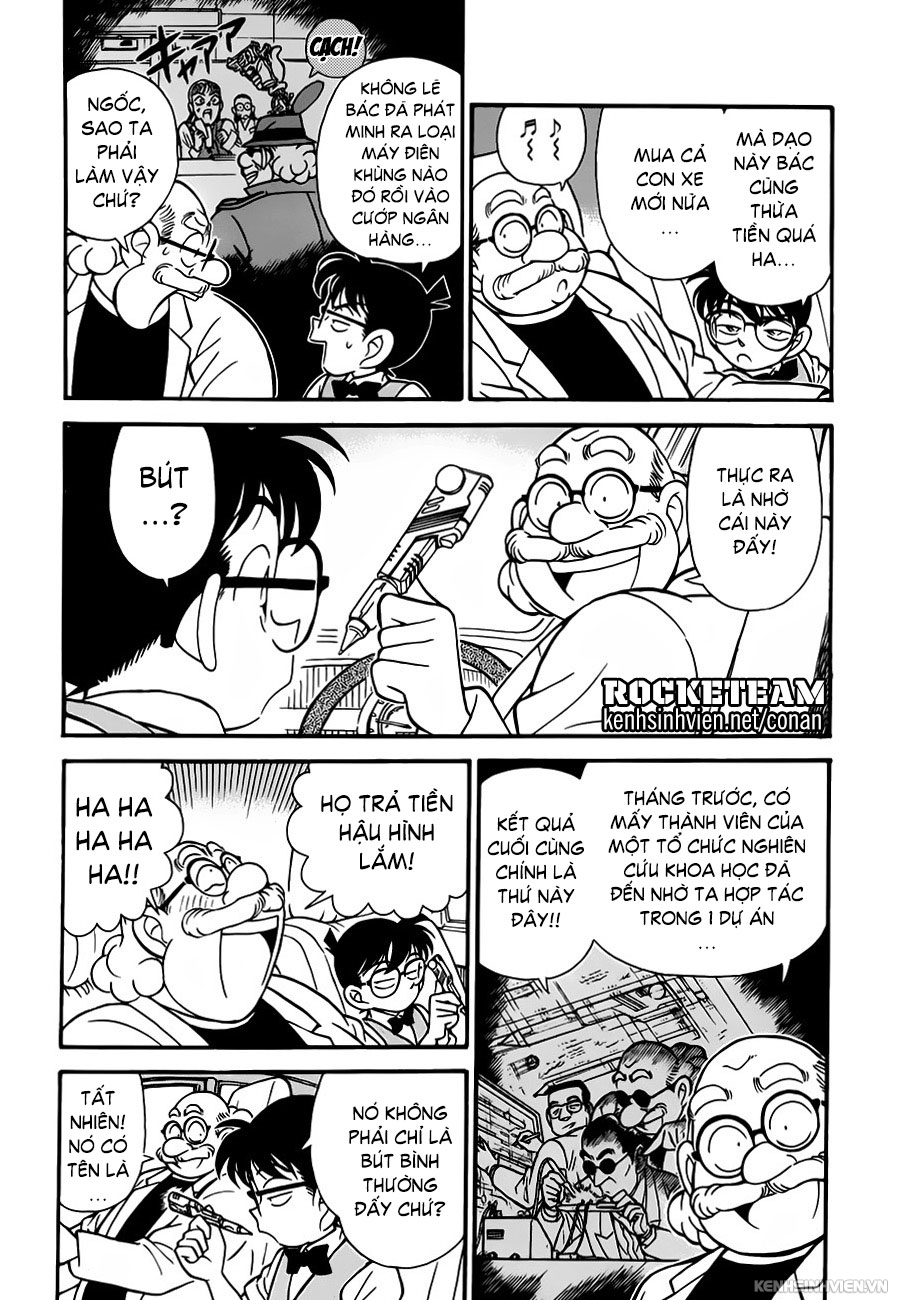 MÀ DẠO
NÀY BÁC
CŨNG
THỪA
TIỀN QUÁ
HA...
MUA CẢ
CON XE
MỚI NỮA
...
CẠCH!
キャアアア
KHÔNG LẼ
BÁC ĐÃ PHÁT
MINH RA LOẠI
MÁY ĐIÊN
KHÙNG NÀO
ĐÓ RỒI VÀO
CƯỚP NGÂN
HÀNG...
NGỐC,
SAO TA
PHẢI
LÀM VẬY
CHỨ?
THỰC RA
LÀ NHỜ
CÁI NÀY
ĐẤY!
BÚT
...?
ROCKETEAM
kenhsinhvien.net/conan
THÁNG TRƯỚC, CÓ
MẤY THÀNH VIÊN CỦA
MỘT TỔ CHỨC NGHIÊN
CỨU KHOA HỌC ĐÃ
ĐẾN NHỜ TA HỢP TÁC
TRONG 1 DỰ ÁN
...
KẾT QUẢ
CUỐI CÙNG
CHÍNH LÀ
THỨ NÀY
ĐÂY!!
HỌ TRẢ TIỀN
HẬU HĨNH
LẮM!
HA HA
HA HA
HA!!
NÓ KHÔNG
PHẢI CHỈ LÀ
BÚT BÌNH
THƯỜNG
ĐẤY CHỨ?
TẤT
NHIÊN!
NÓ CÓ
TÊN LÀ
...
KENHSINHVIEN.VN